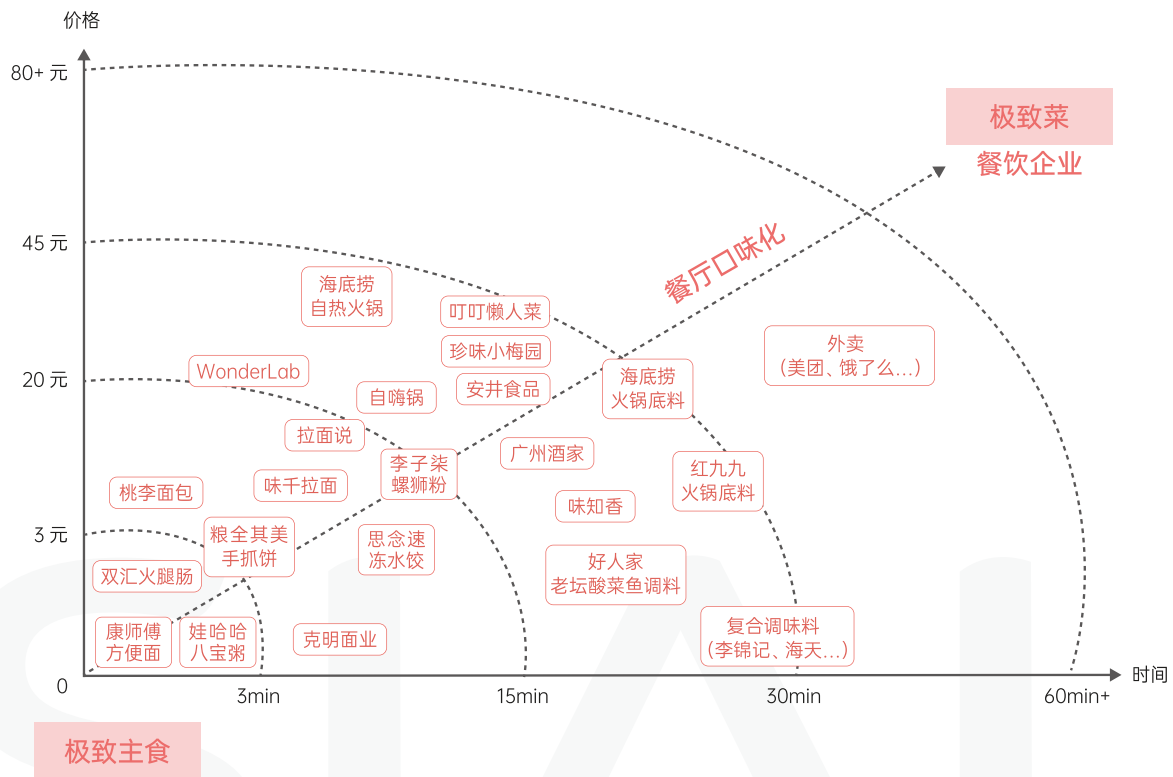 价格
80+ 元
极致菜
餐饮企业
餐厅口味化
45 元
海底捞
自热火锅
叮叮懒人菜
珍味小梅园
外卖
（美团、饿了么…）
20 元
WonderLab
自嗨锅
安井食品
海底捞
火锅底料
拉面说
广州酒家
李子柒
螺狮粉
红九九
火锅底料
桃李面包
味千拉面
味知香
3 元
粮全其美
手抓饼
思念速
冻水饺
好人家
老坛酸菜鱼调料
双汇火腿肠
康师傅
方便面
娃哈哈
八宝粥
克明面业
复合调味料
（李锦记、海天…）
0
3min
15min
30min
60min+
时间
极致主食